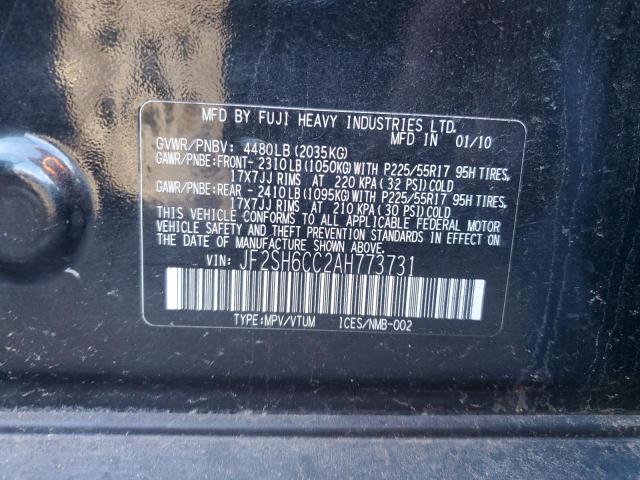 MFD BY FUJI HEAVY INDUSTRIES LTD.
MFD IN 01/10
GVWR/PNBV: 4480LB (2035KG)
GAWR/PNBE:FRONT- 2310LB (1050KG) WITH P225/55R17 95H TIRES,
17X7JJ RIMS AT 220 KPA (32 PSI) COLD
GAWR/PNBE:REAR - 2410LB (1095KG) WITH P225/55R17 95H TIRES,
17X7JJ RIMS AT 210 KPA (30 PSI) COLD
THIS VEHICLE CONFORMS TO ALL APPLICABLE FEDERAL MOTOR
VEHICLE SAFETY AND THEFT PREVENTION STANDARDS IN EFFECT ON
THE DATE OF MANUFACTURE SHOWN ABOVE.
VIN: JF2SH6CC2AH773731
TYPE:MPV/VTUM ICES/NMB-002